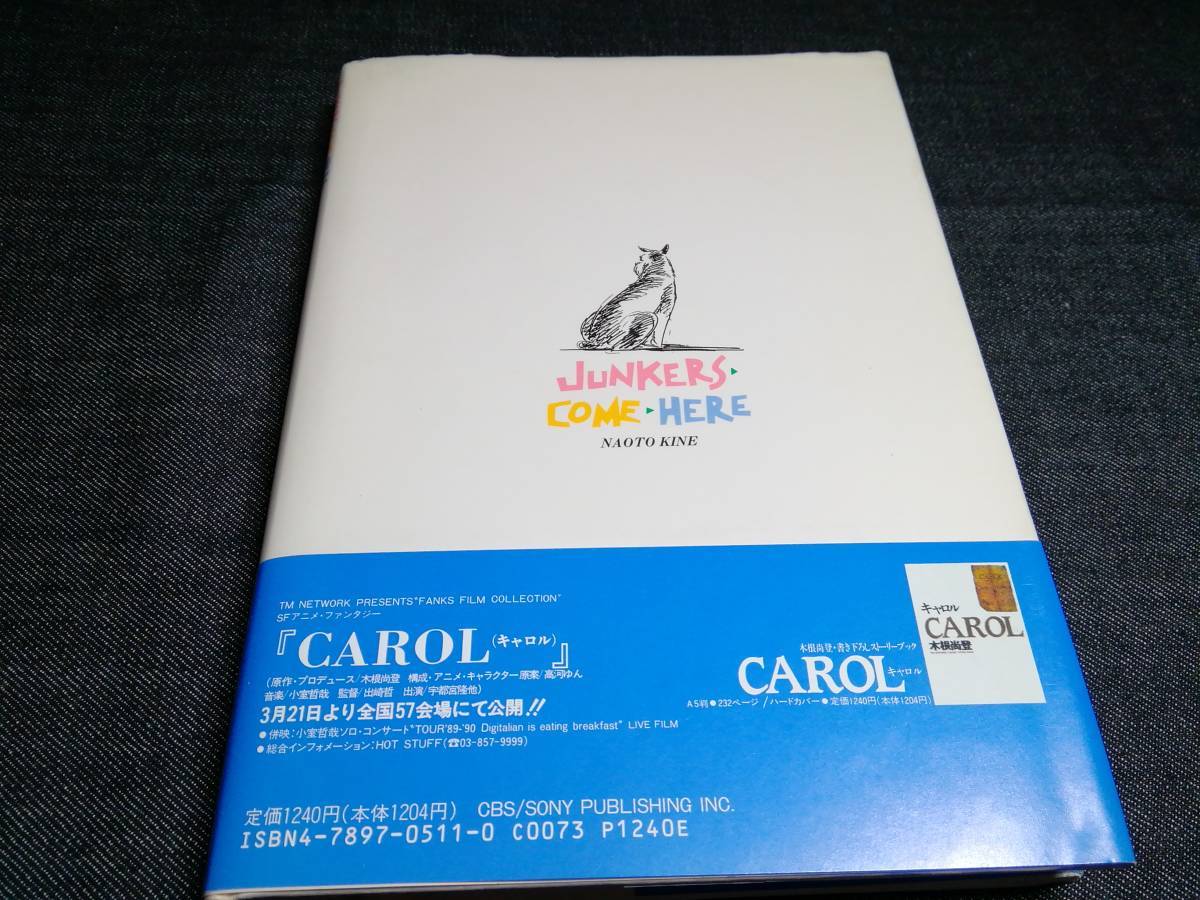 JUNKERS
COME HERE
NAOTO KINE
TM NETWORK PRESENTS "FANKS FILM COLLECTION"
SFアニメ・ファンタジー
『CAROL(キャロル)』
(原作・プロデュース/木根尚登 構成・アニメ・キャラクター原案/高河ゆん
音楽/小室哲哉 監督/出崎哲 出演/宇都宮隆他)
3月21日より全国57会場にて公開!!
●併映:小室哲哉ソロ・コンサート"TOUR'89-'90 Digitalian is eating breakfast" LIVE FILM
●総合インフォメーション:HOT STUFF(☎03-857-9999)
木根尚登・書き下ろしストーリーブック
CAROL キャロル
A5判●232ページ/ハードカバー●定価1240円(本体1204円)
キャロル
CAROL
木根尚登
定価1240円(本体1204円) CBS/SONY PUBLISHING INC.
ISBN4-7897-0511-0 C0073 P1240E